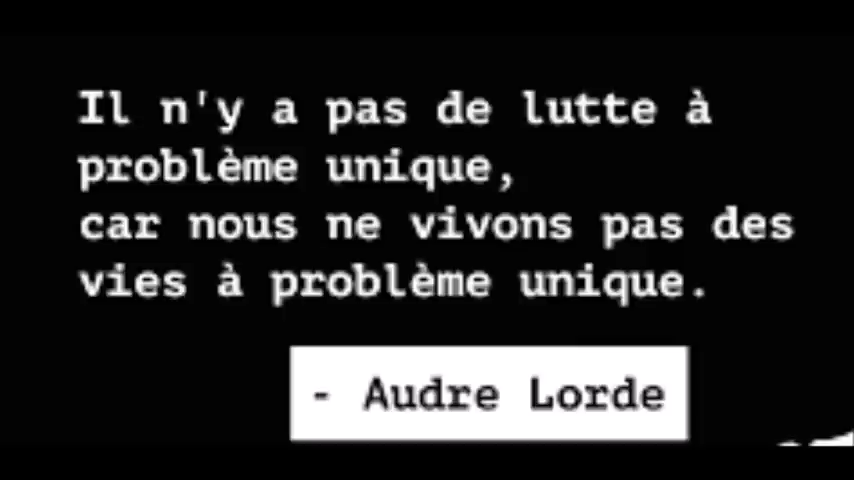 Il n'y a pas de lutte à
problème unique,
car nous ne vivons pas des
vies à problème unique.
- Audre Lorde